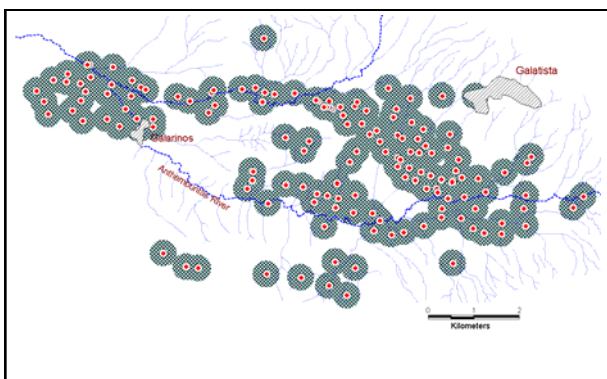 Galatista
Galarinos
Anthemountas River
0 1 2
Kilometers